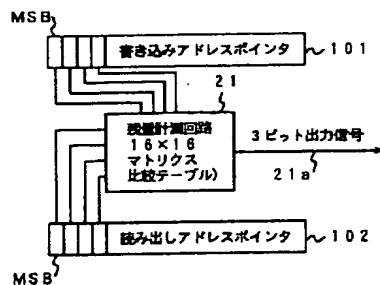 MSB
書き込みアドレスポインタ
101
21
残量計測回路
16×16
マトリクス
比較テーブル)
3ビット出力信号
21a
読み出しアドレスポインタ
102
MSB